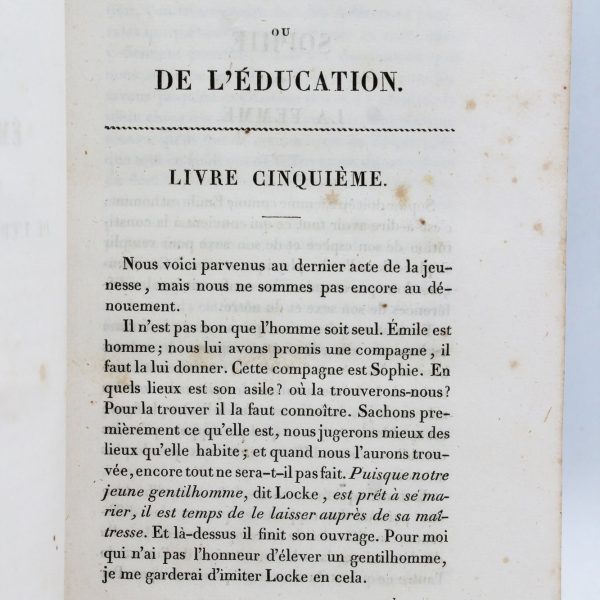 OU
DE L'ÉDUCATION.
LIVRE CINQUIÈME.
Nous voici parvenus au dernier acte de la jeu-
nesse, mais nous ne sommes pas encore au dé-
nouement.
Il n'est pas bon que l'homme soit seul. Émile est
homme; nous lui avons promis une compagne, il
faut la lui donner. Cette compagne est Sophie. En
quels lieux est son asile? où la trouverons-nous?
Pour la trouver il la faut connoître. Sachons pre-
mièrement ce qu'elle est, nous jugerons mieux des
lieux qu'elle habite; et quand nous l'aurons trou-
vée, encore tout ne sera-t-il pas fait. Puisque notre
jeune gentilhomme, dit Locke, est prêt à se ma-
rier, il est temps de le laisser auprès de sa maî-
tresse. Et là-dessus il finit son ouvrage. Pour moi
qui n'ai pas l'honneur d'élever un gentilhomme,
je me garderai d'imiter Locke en cela.